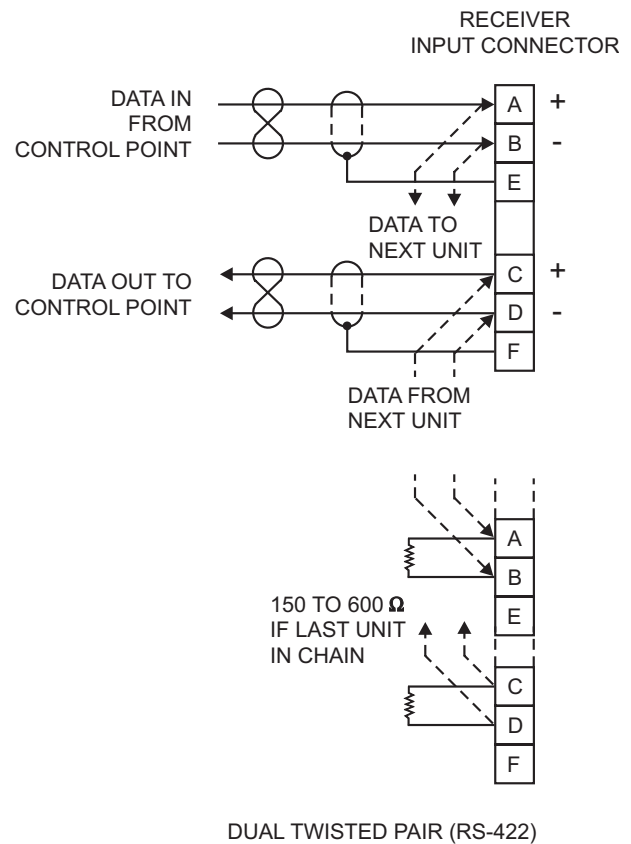 RECEIVER
INPUT CONNECTOR
DATA IN
FROM
CONTROL POINT
A +
B -
E
DATA TO
NEXT UNIT
DATA OUT TO
CONTROL POINT
C +
D -
F
DATA FROM
NEXT UNIT
A
B
E
150 TO 600 Ω
IF LAST UNIT
IN CHAIN
C
D
F
DUAL TWISTED PAIR (RS-422)